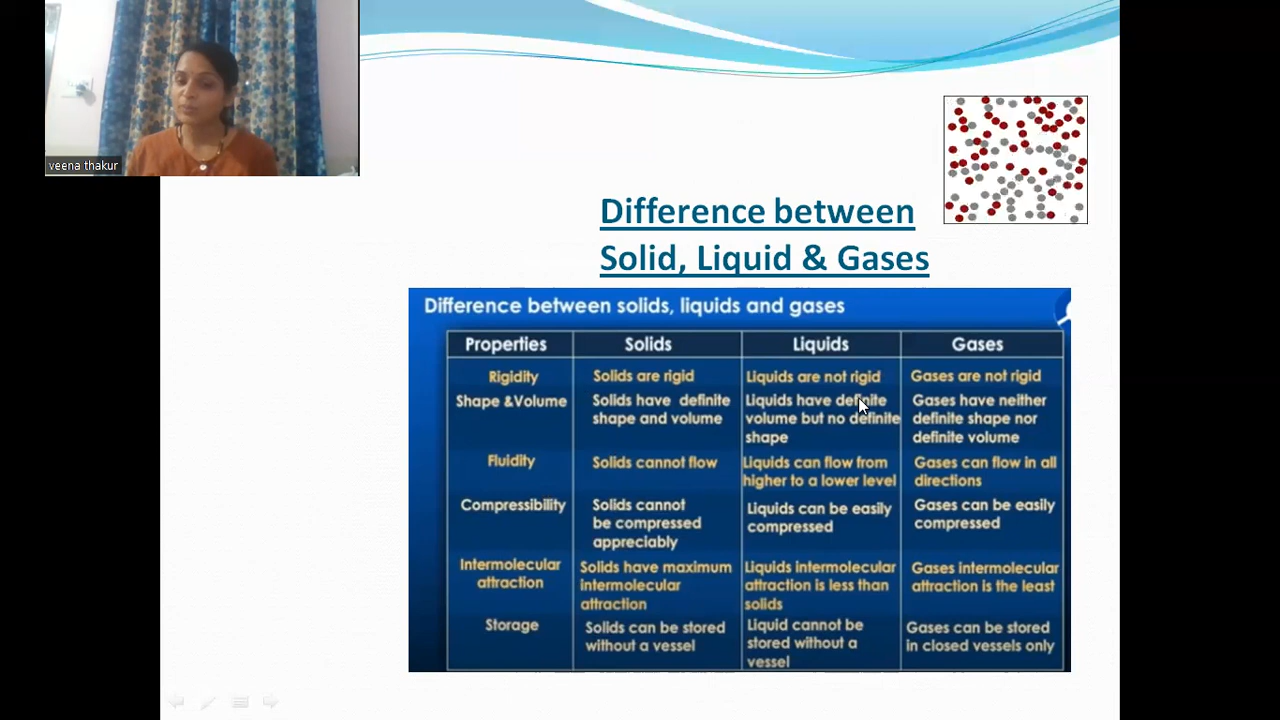 veena thakur
Difference between
Solid, Liquid & Gases
Difference between solids, liquids and gases
Properties Solids Liquids Gases
Rigidity Solids are rigid Liquids are not rigid Gases are not rigid
Shape &Volume Solids have definite Liquids have definite Gases have neither
shape and volume volume but no definite definite shape nor
shape definite volume
Fluidity Solids cannot flow Liquids can flow from Gases can flow in all
higher to a lower level directions
Compressibility Solids cannot Liquids can be easily Gases can be easily
be compressed compressed compressed
appreciably
Intermolecular Solids have maximum Liquids intermolecular Gases intermolecular
attraction intermolecular attraction is less than attraction is the least
attraction solids
Storage Solids can be stored Liquid cannot be Gases can be stored
without a vessel stored without a in closed vessels only
vessel